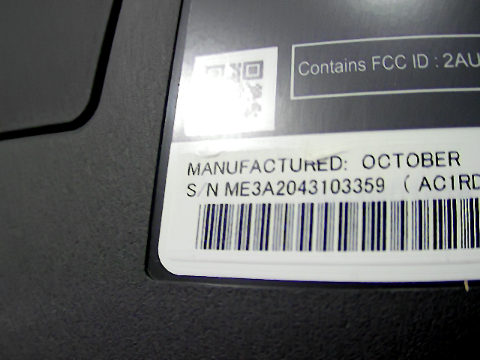 Contains FCC ID : 2AU
MANUFACTURED: OCTOBER
S/N ME3A2043103359 ( AC1RD